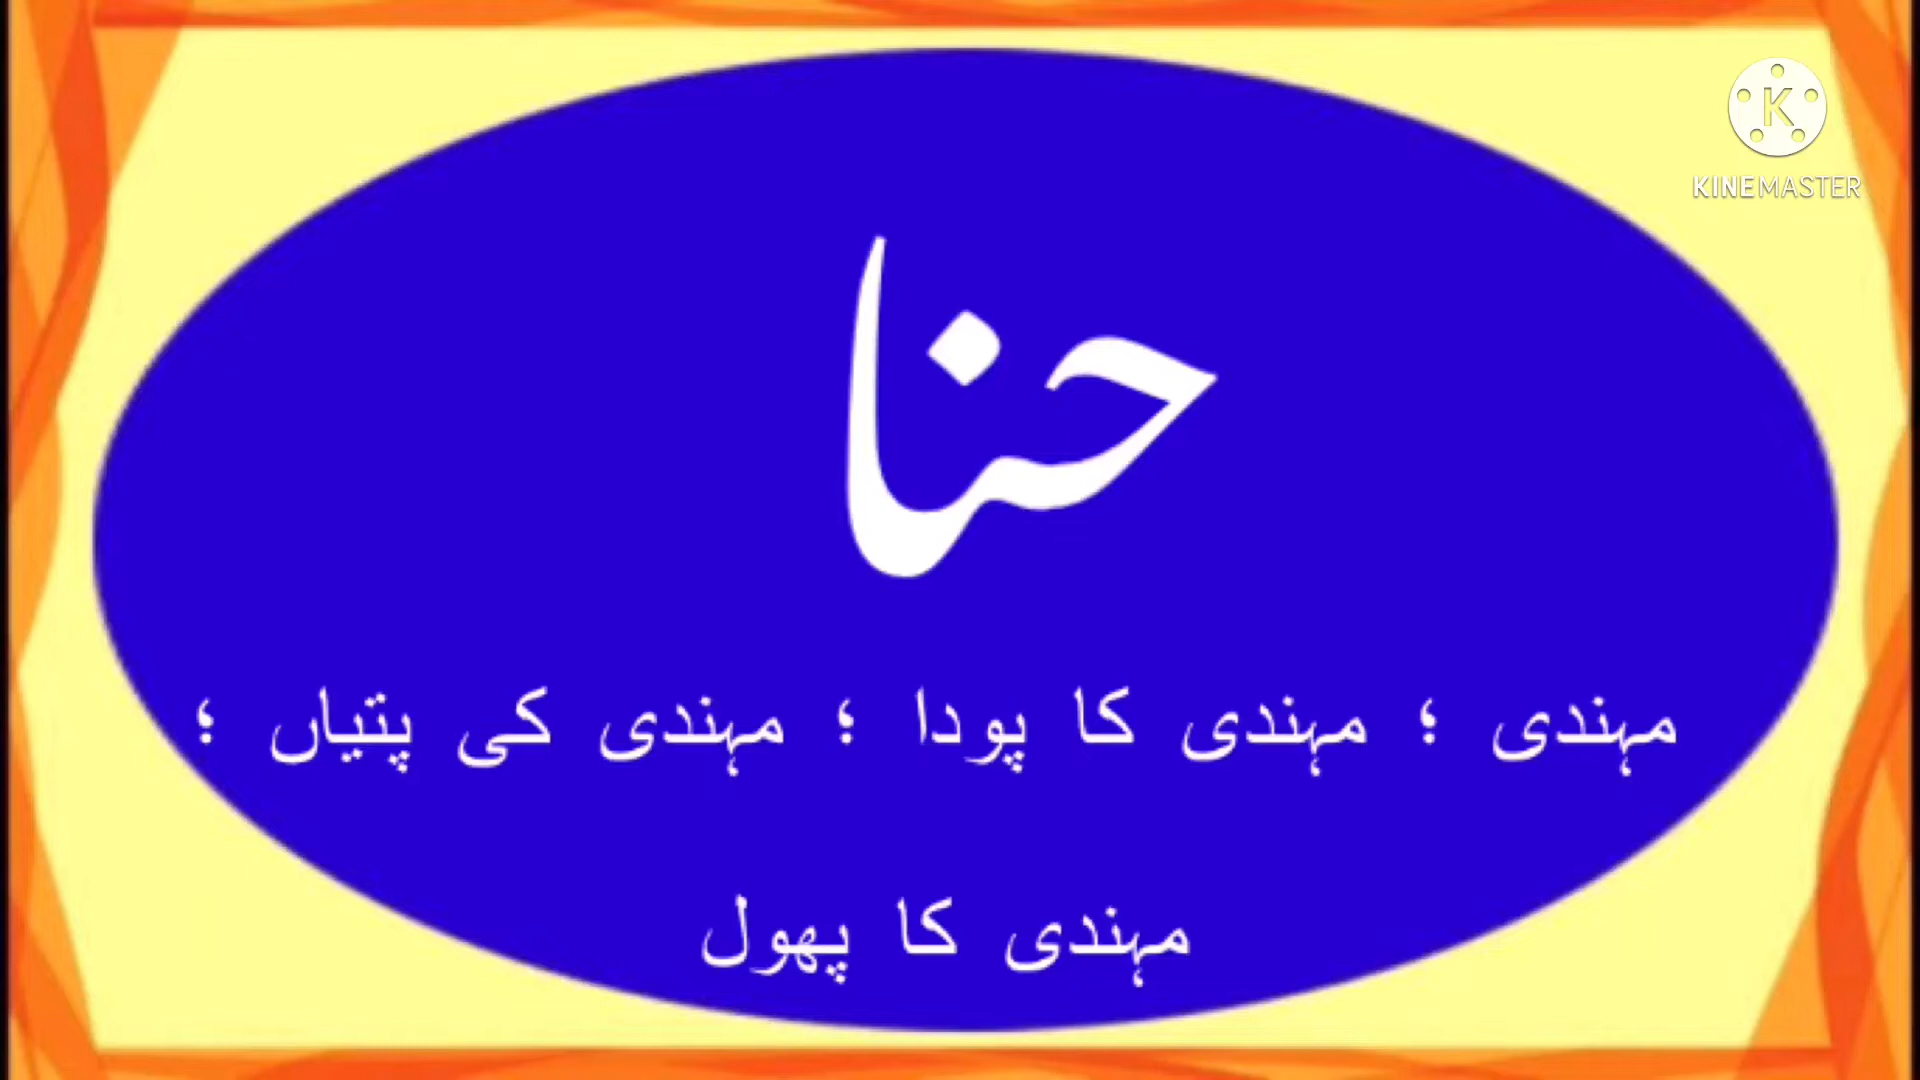 KINEMASTER
حنا
مہندی ؛ مہندی کا پودا ؛ مہندی کی پتیاں ؛
مہندی کا پھول